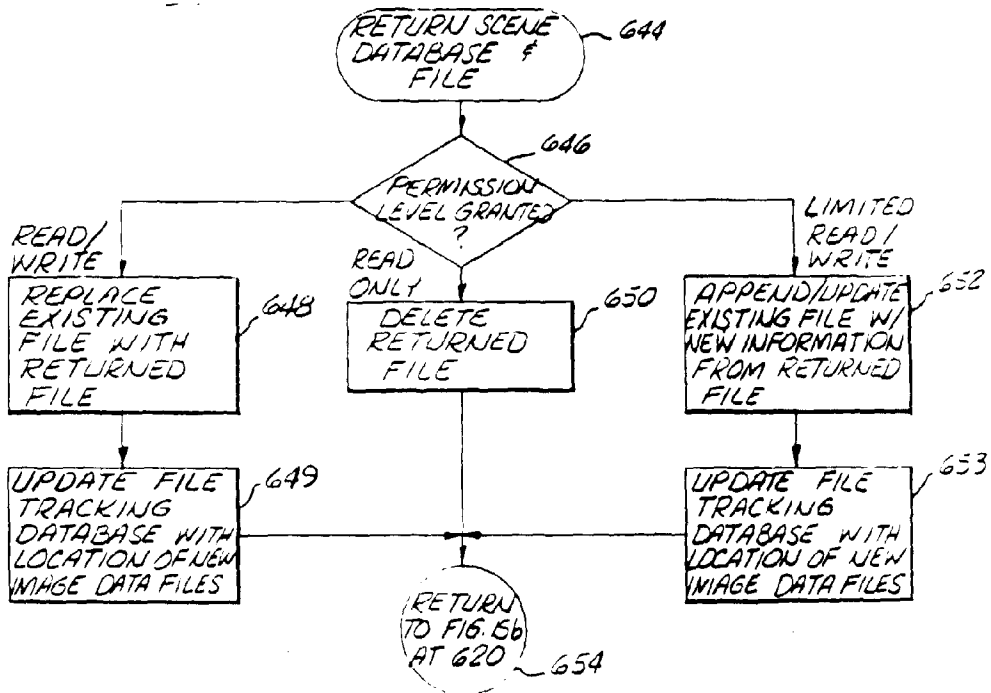 RETURN SCENE
DATABASE &
FILE
644
646
PERMISSION
LEVEL GRANTED
?
READ/
WRITE
READ
ONLY
LIMITED
READ/
WRITE
REPLACE
EXISTING
FILE WITH
RETURNED
FILE
648
DELETE
RETURNED
FILE
650
APPEND/UPDATE
EXISTING FILE W/
NEW INFORMATION
FROM RETURNED
FILE
652
UPDATE FILE
TRACKING
DATABASE WITH
LOCATION OF NEW
IMAGE DATA FILES
649
UPDATE FILE
TRACKING
DATABASE WITH
LOCATION OF NEW
IMAGE DATA FILES
653
RETURN
TO FIG. 15b
AT 620
654